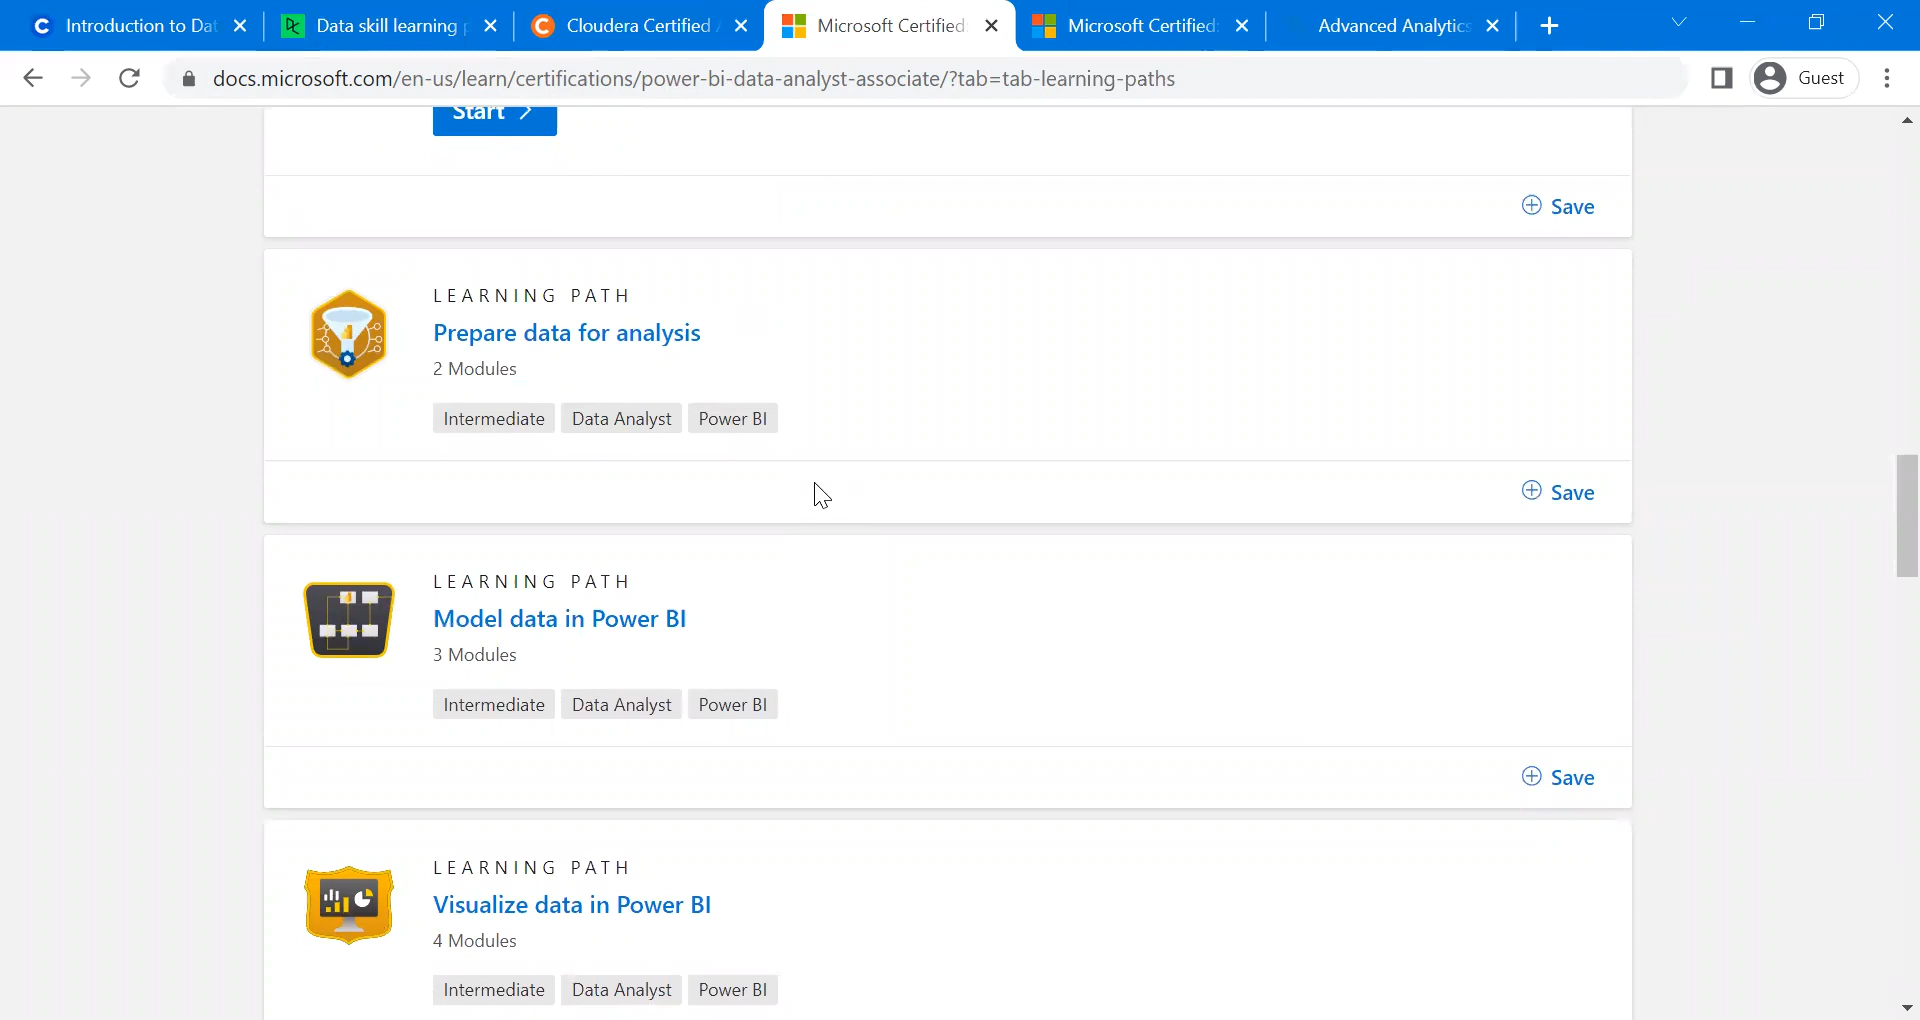 Introduction to Dat
Data skill learning p
Cloudera Certified A
Microsoft Certified:
Microsoft Certified:
Advanced Analytics
docs.microsoft.com/en-us/learn/certifications/power-bi-data-analyst-associate/?tab=tab-learning-paths
Guest
Start
Save
LEARNING PATH
Prepare data for analysis
2 Modules
Intermediate Data Analyst Power BI
Save
LEARNING PATH
Model data in Power BI
3 Modules
Intermediate Data Analyst Power BI
Save
LEARNING PATH
Visualize data in Power BI
4 Modules
Intermediate Data Analyst Power BI